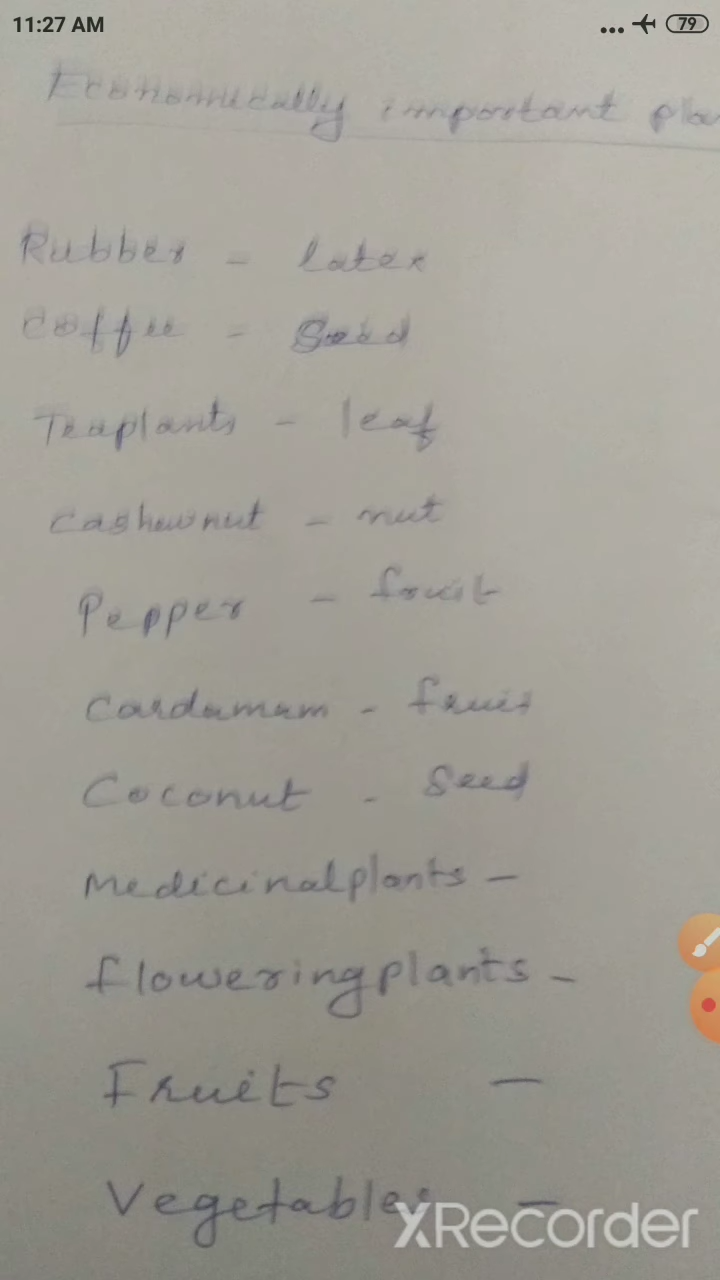 11:27 AM ... 79
Economically important pla
Rubber - latex
Coffee - Seed
Teaplants - leaf
Cashewnut - nut
Pepper - fruit
Cardamam - fruit
Coconut - Seed
Medicinalplants -
floweringplants -
Fruits -
Vegetables -
XRecorder